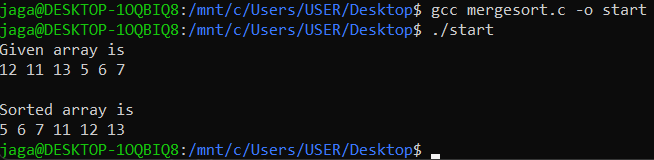 jaga@DESKTOP-1OQBIQ8:/mnt/c/Users/USER/Desktop$ gcc mergesort.c -o start
jaga@DESKTOP-1OQBIQ8:/mnt/c/Users/USER/Desktop$ ./start
Given array is
12 11 13 5 6 7
Sorted array is
5 6 7 11 12 13
jaga@DESKTOP-1OQBIQ8:/mnt/c/Users/USER/Desktop$